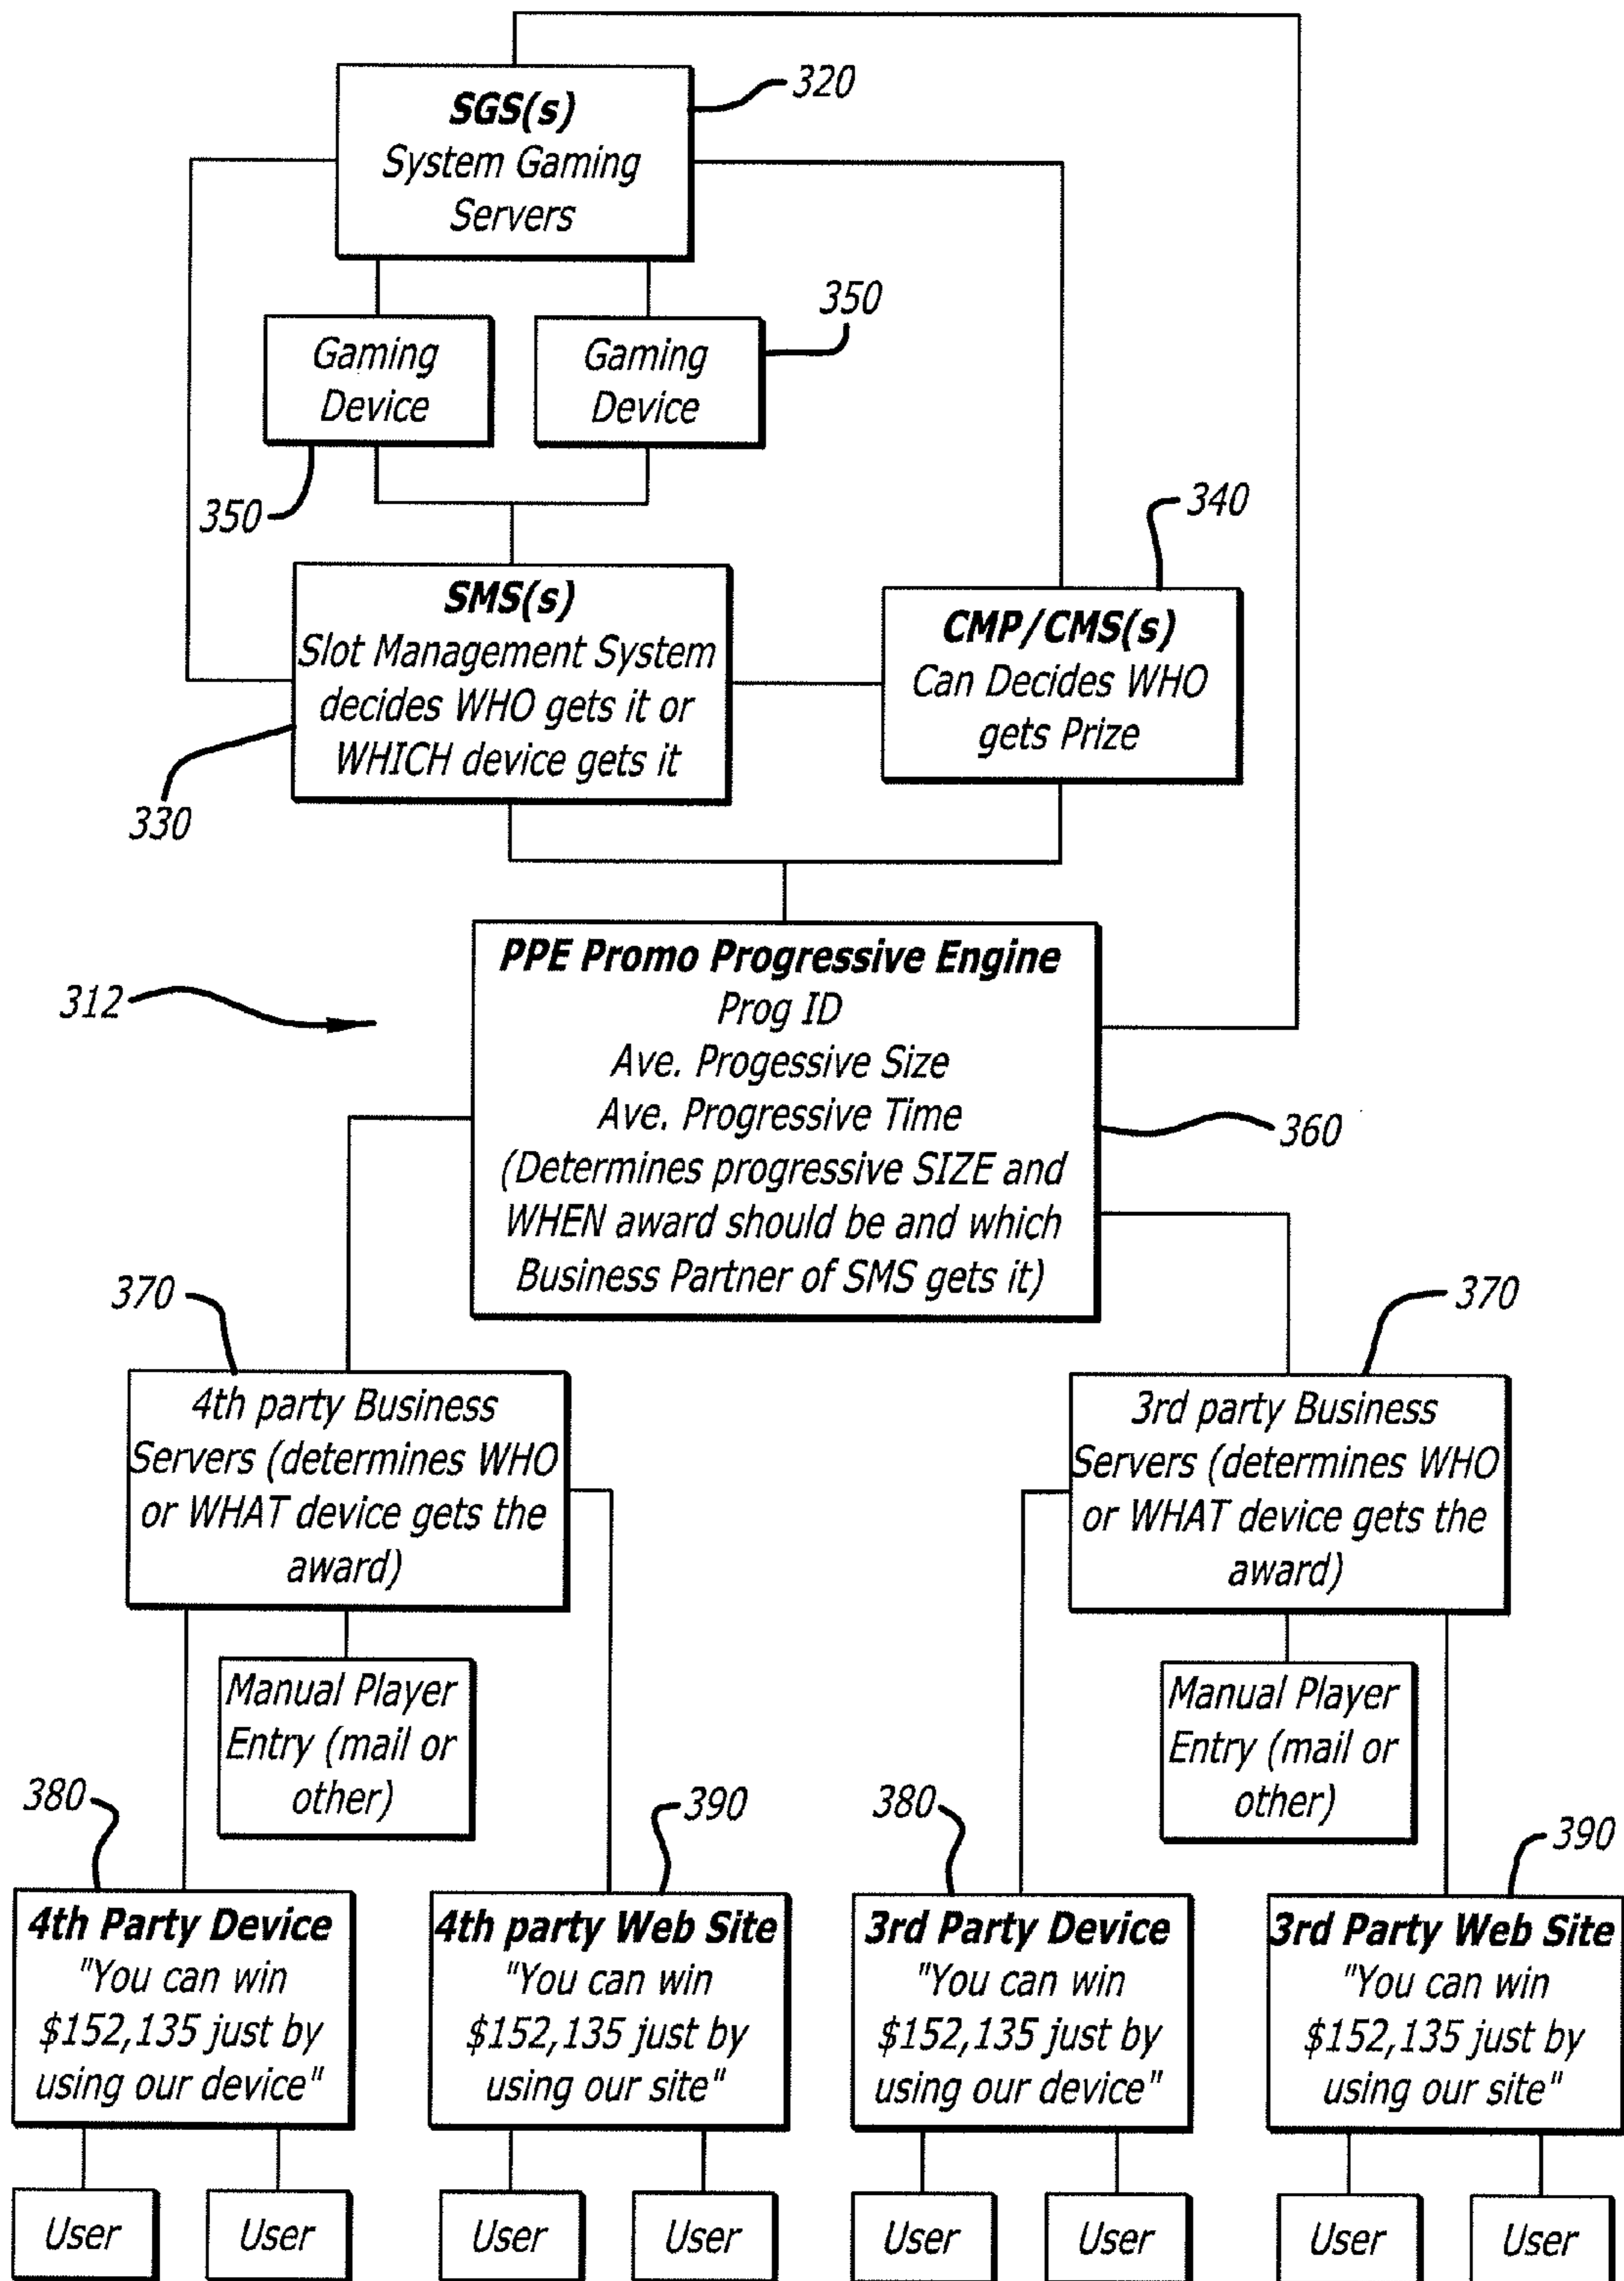 SGS(s)
System Gaming
Servers
320
Gaming
Device
Gaming
Device
350
350
SMS(s)
Slot Management System
decides WHO gets it or
WHICH device gets it
330
340
CMP/CMS(s)
Can Decides WHO
gets Prize
312
PPE Promo Progressive Engine
Prog ID
Ave. Progessive Size
Ave. Progressive Time
(Determines progressive SIZE and
WHEN award should be and which
Business Partner of SMS gets it)
360
370
4th party Business
Servers (determines WHO
or WHAT device gets the
award)
370
3rd party Business
Servers (determines WHO
or WHAT device gets the
award)
Manual Player
Entry (mail or
other)
Manual Player
Entry (mail or
other)
380
390
380
390
4th Party Device
"You can win
$152,135 just by
using our device"
4th party Web Site
"You can win
$152,135 just by
using our site"
3rd Party Device
"You can win
$152,135 just by
using our device"
3rd Party Web Site
"You can win
$152,135 just by
using our site"
User
User
User
User
User
User
User
User